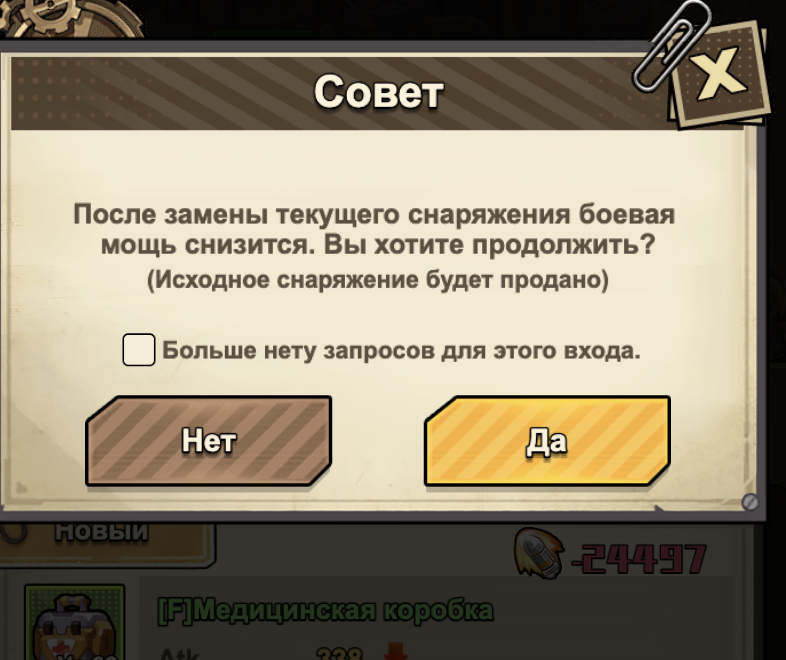 Совет
X
После замены текущего снаряжения боевая
мощь снизится. Вы хотите продолжить?
(Исходное снаряжение будет продано)
Больше нету запросов для этого входа.
Нет Да
Новый
-24497
[F]Медицинская коробка
Atk 338